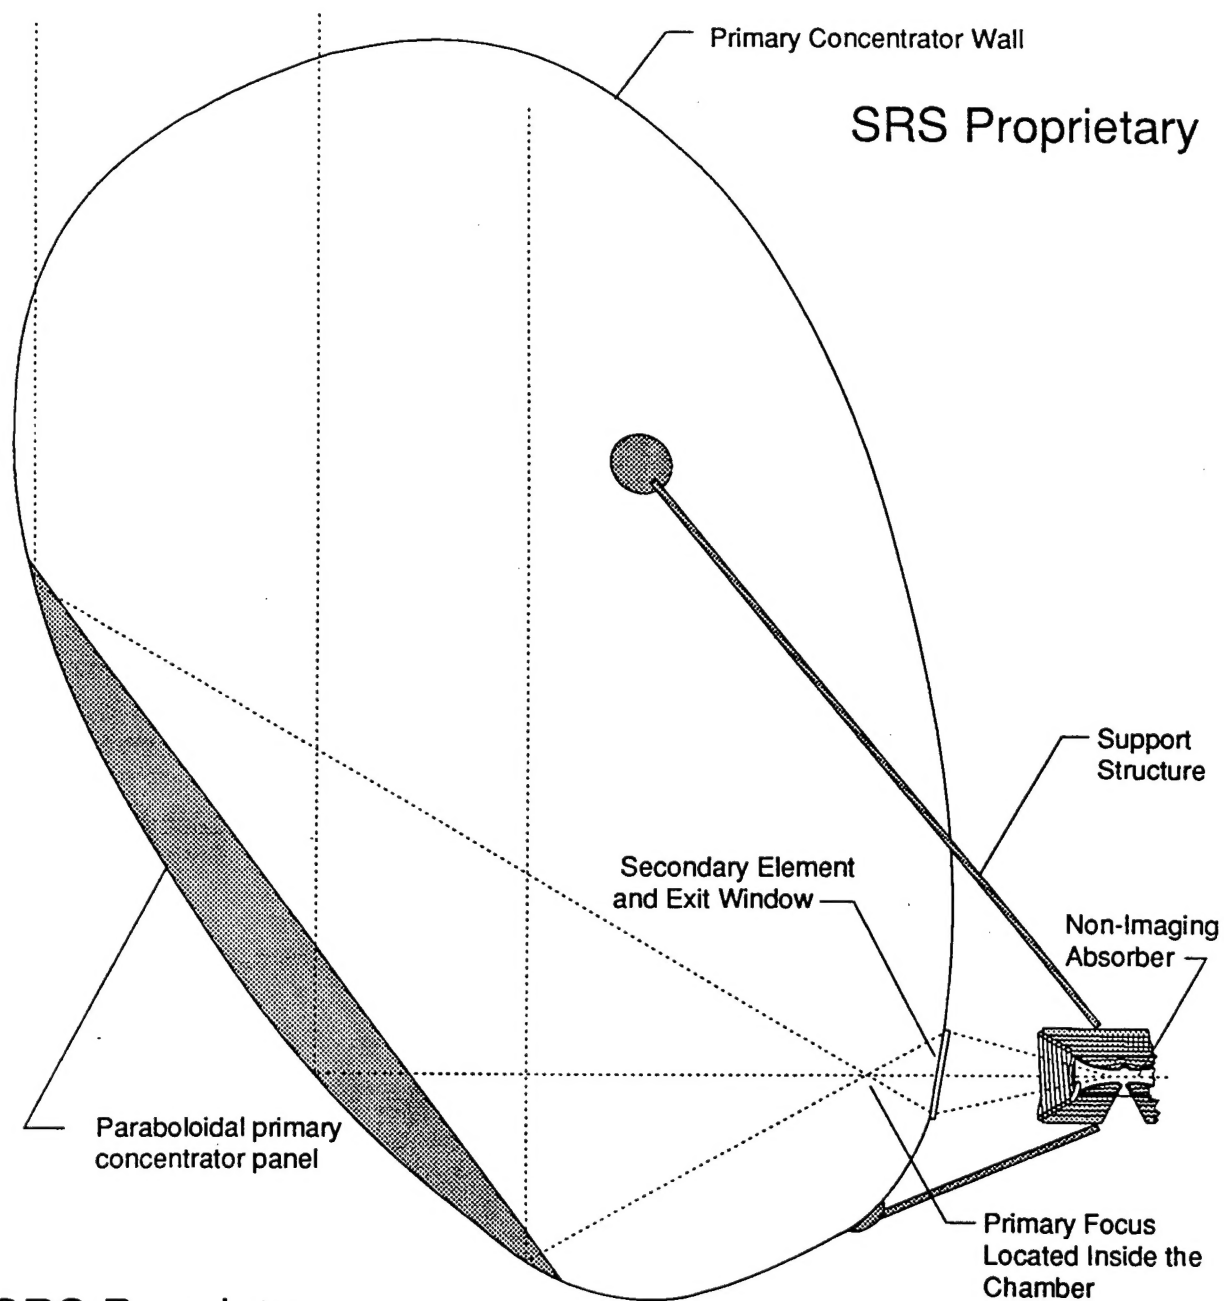 Primary Concentrator Wall
SRS Proprietary
Support
Structure
Secondary Element
and Exit Window
Non-Imaging
Absorber
Paraboloidal primary
concentrator panel
Primary Focus
Located Inside the
Chamber